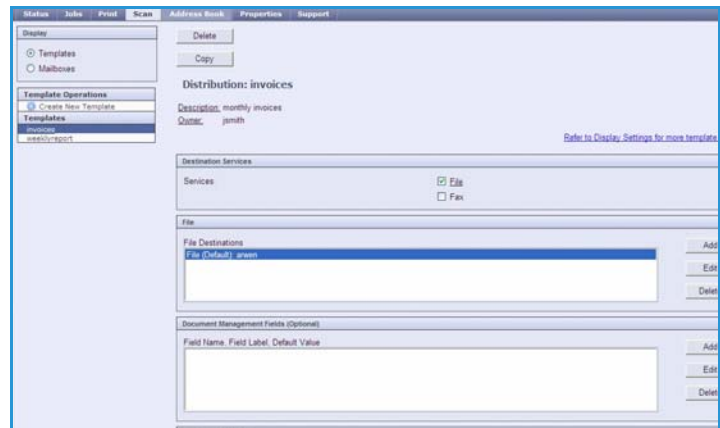 Status Jobs Print Scan Address Book Properties Support
Display
Templates
Mailboxes
Template Operations
Create New Template
Templates
invoices
weeklyreport
Delete
Copy
Distribution: invoices
Description: monthly invoices
Owner: jsmith
Refer to Display Settings for more template
Destination Services
Services
File
Fax
File
File Destinations
File (Default): arwen
Add
Edit
Delet
Document Management Fields (Optional)
Field Name, Field Label, Default Value
Add
Edit
Delet